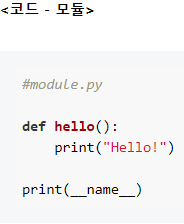 <코드 - 모듈>
#module.py
def hello():
    print("Hello!")
print(__name__)